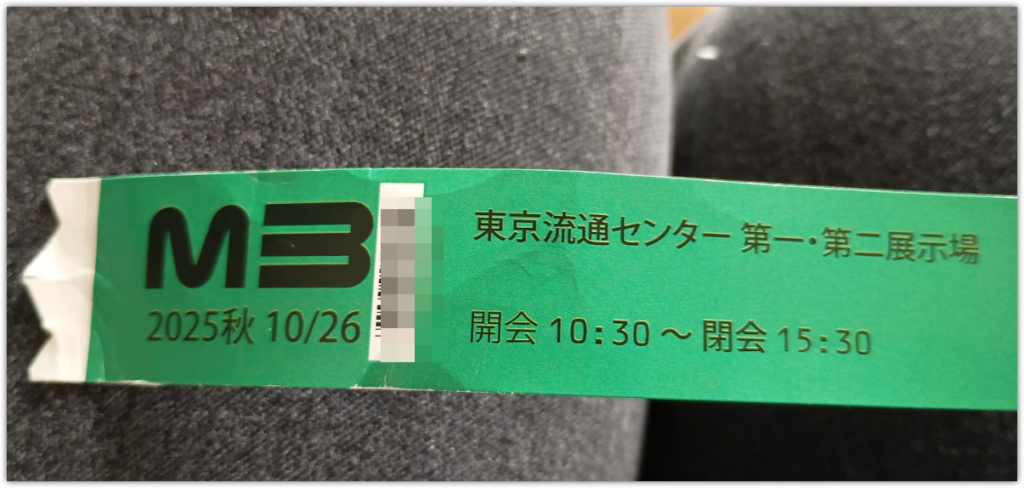 M3
2025秋 10/26
東京流通センター 第一・第二展示場
開会 10:30 ～ 閉会 15:30